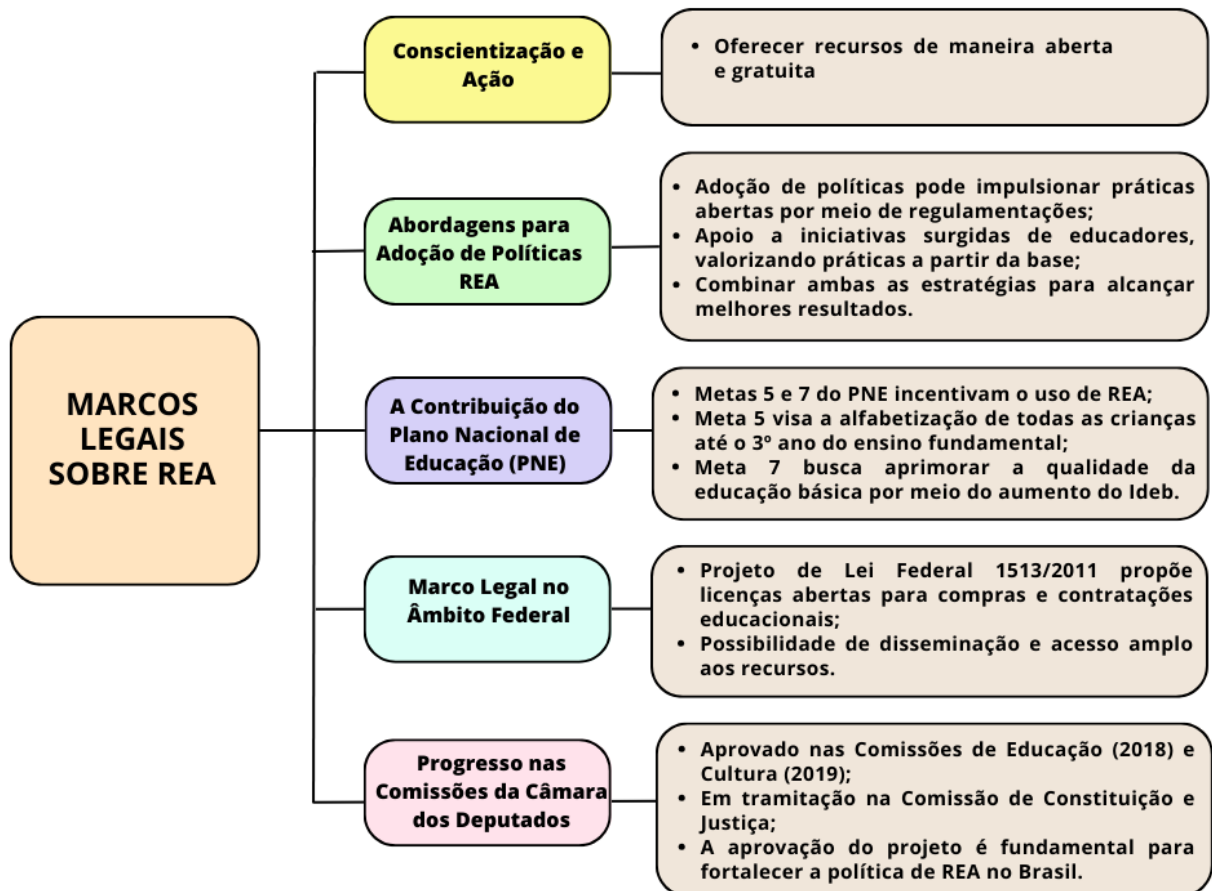 MARCOS
LEGAIS
SOBRE REA
Conscientização e
Ação
• Oferecer recursos de maneira aberta
e gratuita
Abordagens para
Adoção de Políticas
REA
• Adoção de políticas pode impulsionar práticas
abertas por meio de regulamentações;
• Apoio a iniciativas surgidas de educadores,
valorizando práticas a partir da base;
• Combinar ambas as estratégias para alcançar
melhores resultados.
A Contribuição do
Plano Nacional de
Educação (PNE)
• Metas 5 e 7 do PNE incentivam o uso de REA;
• Meta 5 visa a alfabetização de todas as crianças
até o 3º ano do ensino fundamental;
• Meta 7 busca aprimorar a qualidade da
educação básica por meio do aumento do Ideb.
Marco Legal no
Âmbito Federal
• Projeto de Lei Federal 1513/2011 propõe
licenças abertas para compras e contratações
educacionais;
• Possibilidade de disseminação e acesso amplo
aos recursos.
Progresso nas
Comissões da Câmara
dos Deputados
• Aprovado nas Comissões de Educação (2018) e
Cultura (2019);
• Em tramitação na Comissão de Constituição e
Justiça;
• A aprovação do projeto é fundamental para
fortalecer a política de REA no Brasil.